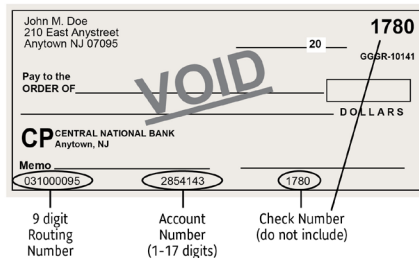 John M. Doe
210 East Anystreet
Anytown NJ 07095
1780
20
GGGR-10141
VOID
Pay to the
ORDER OF
DOLLARS
CP CENTRAL NATIONAL BANK
Anytown, NJ
Memo
031000095 2854143 1780
9 digit
Routing
Number
Account
Number
(1-17 digits)
Check Number
(do not include)